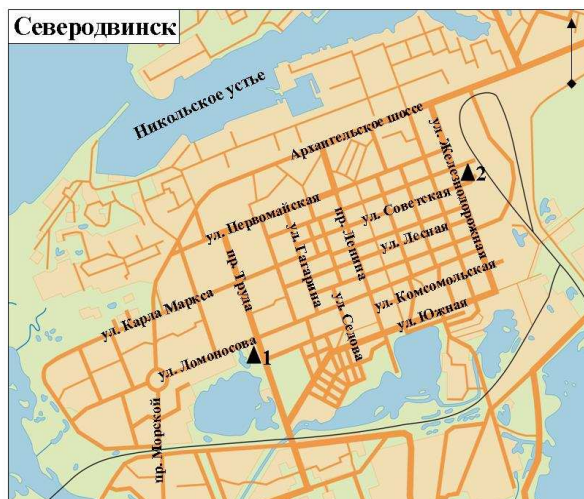 Северодвинск
Никольское устье
Архангельское шоссе
ул. Железнодорожная
2
ул. Первомайская
ул. Советская
ул. Гагарина
пр. Ленина
ул. Лесная
пр. Труда
ул. Карла Маркса
ул. Комсомольская
ул. Седова
ул. Южная
ул. Ломоносова
1
пр. Морской